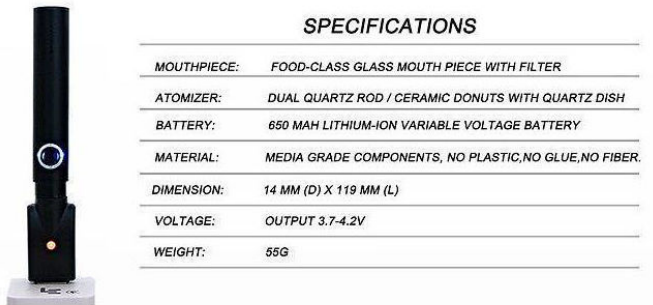 SPECIFICATIONS
MOUTHPIECE: FOOD-CLASS GLASS MOUTH PIECE WITH FILTER
ATOMIZER: DUAL QUARTZ ROD / CERAMIC DONUTS WITH QUARTZ DISH
BATTERY: 650 MAH LITHIUM-ION VARIABLE VOLTAGE BATTERY
MATERIAL: MEDIA GRADE COMPONENTS, NO PLASTIC,NO GLUE,NO FIBER.
DIMENSION: 14 MM (D) X 119 MM (L)
VOLTAGE: OUTPUT 3.7-4.2V
WEIGHT: 55G